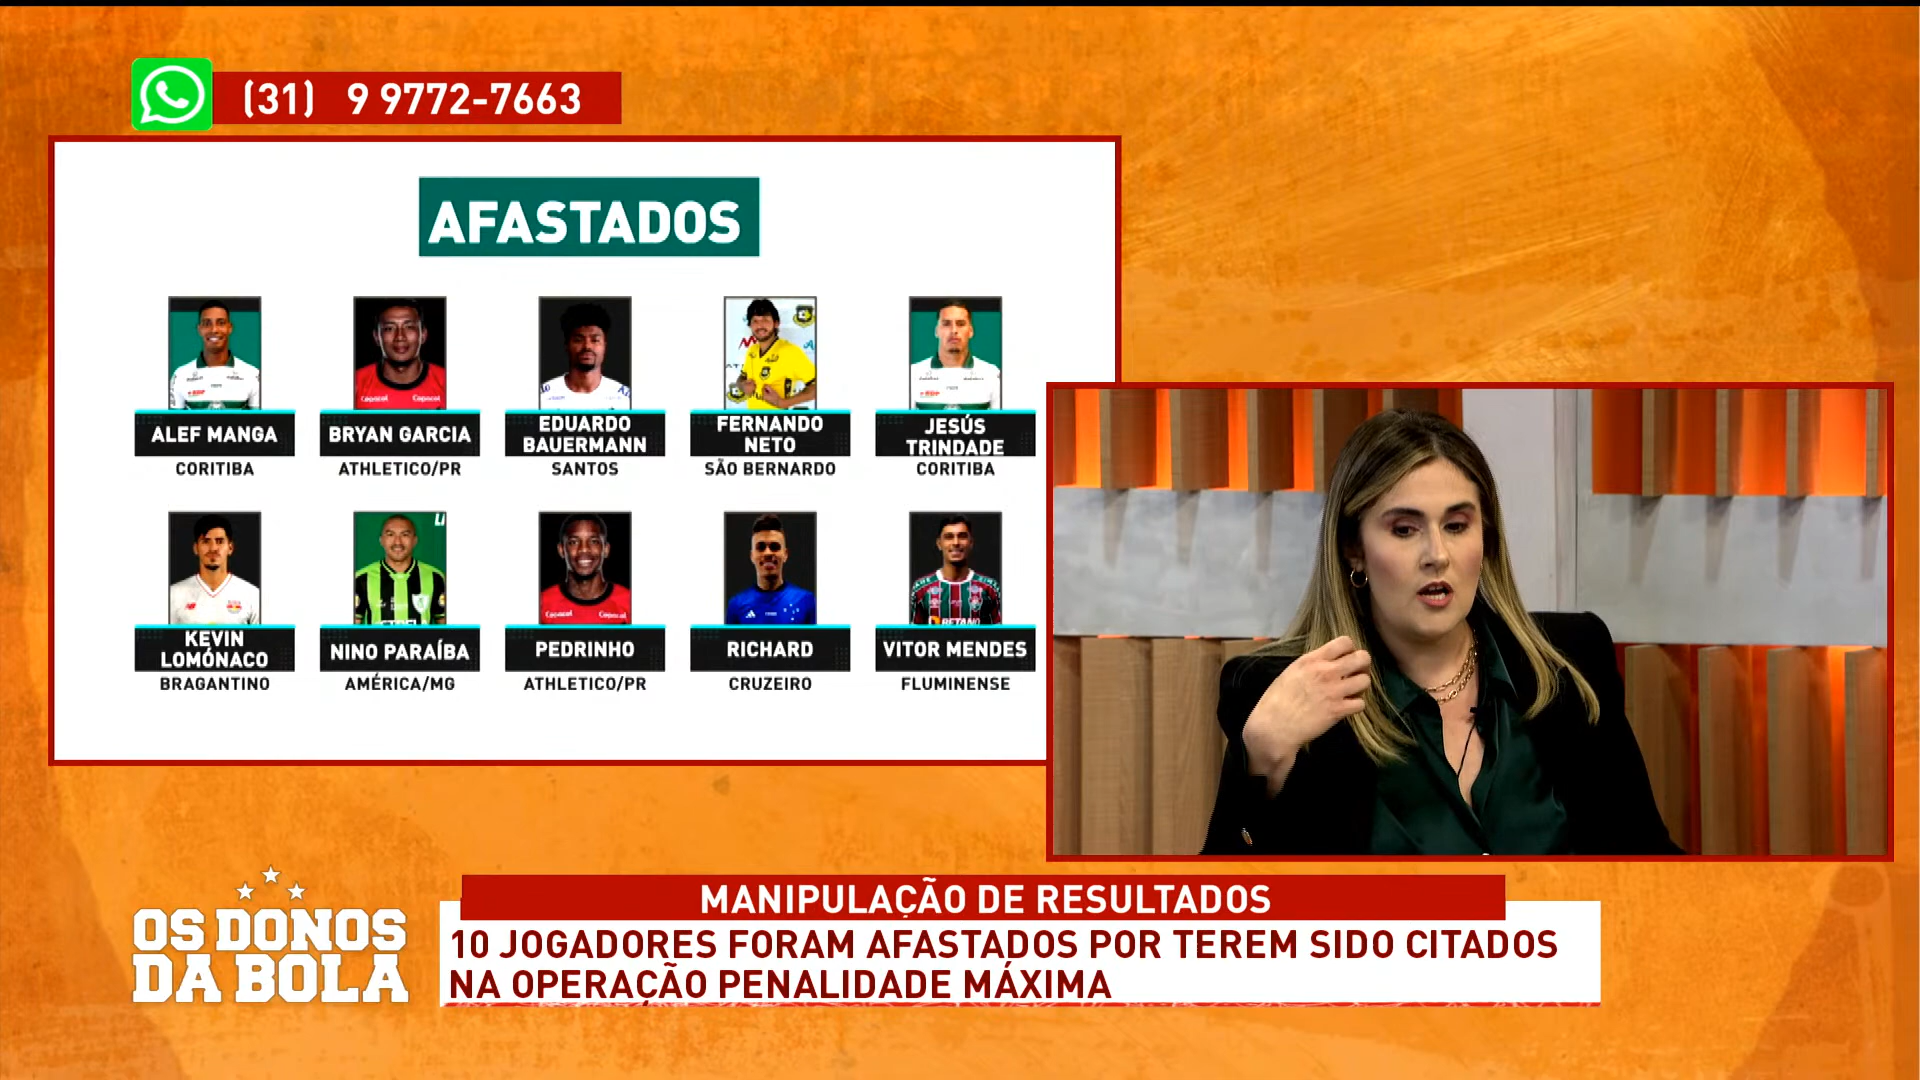 (31) 9 9772-7663
AFASTADOS
ALEF MANGA
CORITIBA
BRYAN GARCIA
ATHLETICO/PR
EDUARDO
BAUERMANN
SANTOS
FERNANDO
NETO
SÃO BERNARDO
JESÚS
TRINDADE
CORITIBA
KEVIN
LOMÓNACO
BRAGANTINO
NINO PARAÍBA
AMÉRICA/MG
PEDRINHO
ATHLETICO/PR
RICHARD
CRUZEIRO
VITOR MENDES
FLUMINENSE
OS DONOS
DA BOLA
MANIPULAÇÃO DE RESULTADOS
10 JOGADORES FORAM AFASTADOS POR TEREM SIDO CITADOS
NA OPERAÇÃO PENALIDADE MÁXIMA